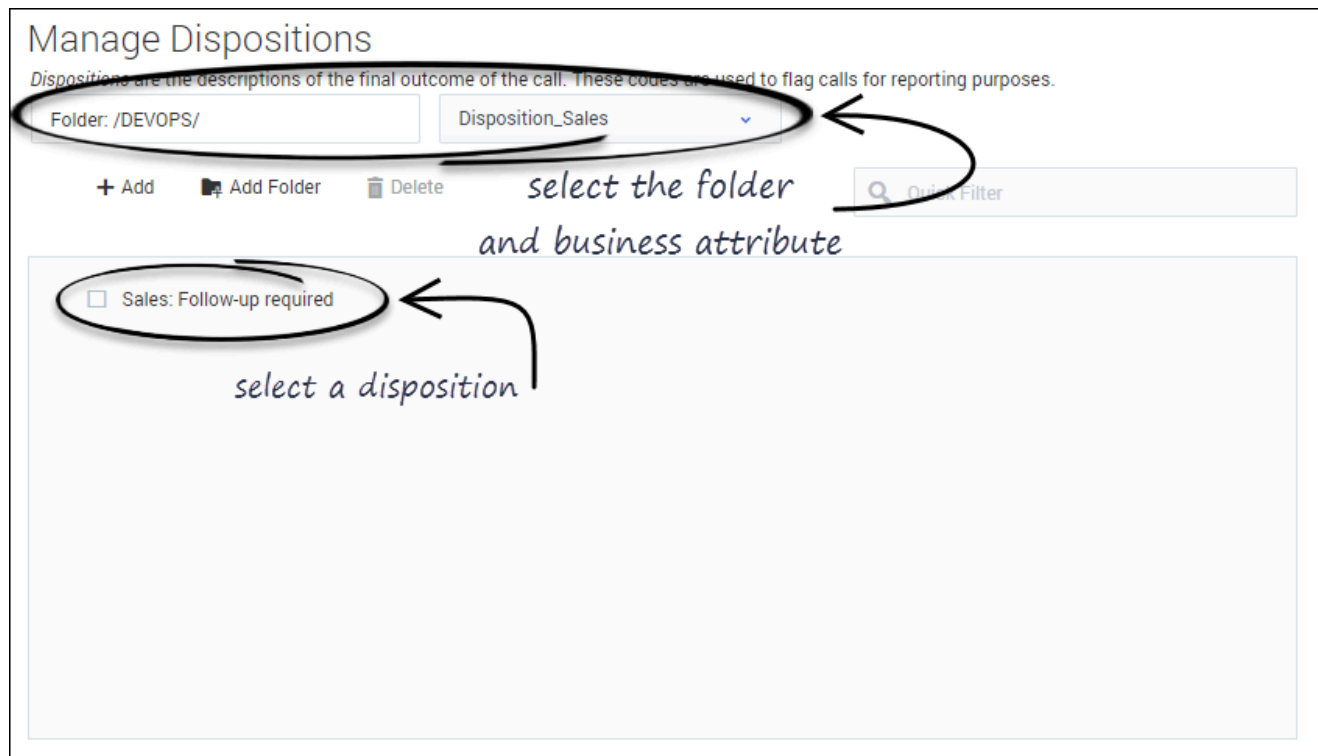 Manage Dispositions
Dispositions are the descriptions of the final outcome of the call. These codes are used to flag calls for reporting purposes.
Folder: /DEVOPS/ Disposition_Sales
+ Add Add Folder Delete select the folder Quick Filter
and business attribute
Sales: Follow-up required
select a disposition